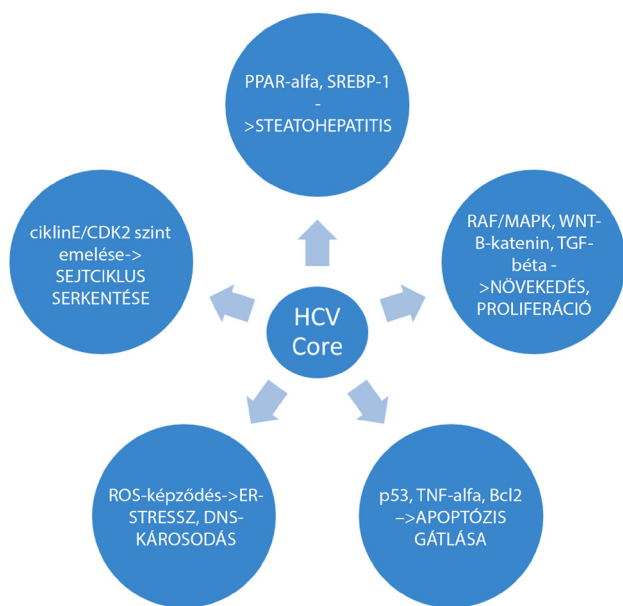 PPAR-alfa, SREBP-1
-
>STEATOHEPATITIS
ciklinE/CDK2 szint
emelése->
SEJTCIKLUS
SERKENTÉSE
RAF/MAPK, WNT-
B-katenin, TGF-
béta -
>NÖVEKEDÉS,
PROLIFERÁCIÓ
HCV
Core
ROS-képződés->ER-
STRESSZ, DNS-
KÁROSODÁS
p53, TNF-alfa, Bcl2
–>APOPTÓZIS
GÁTLÁSA